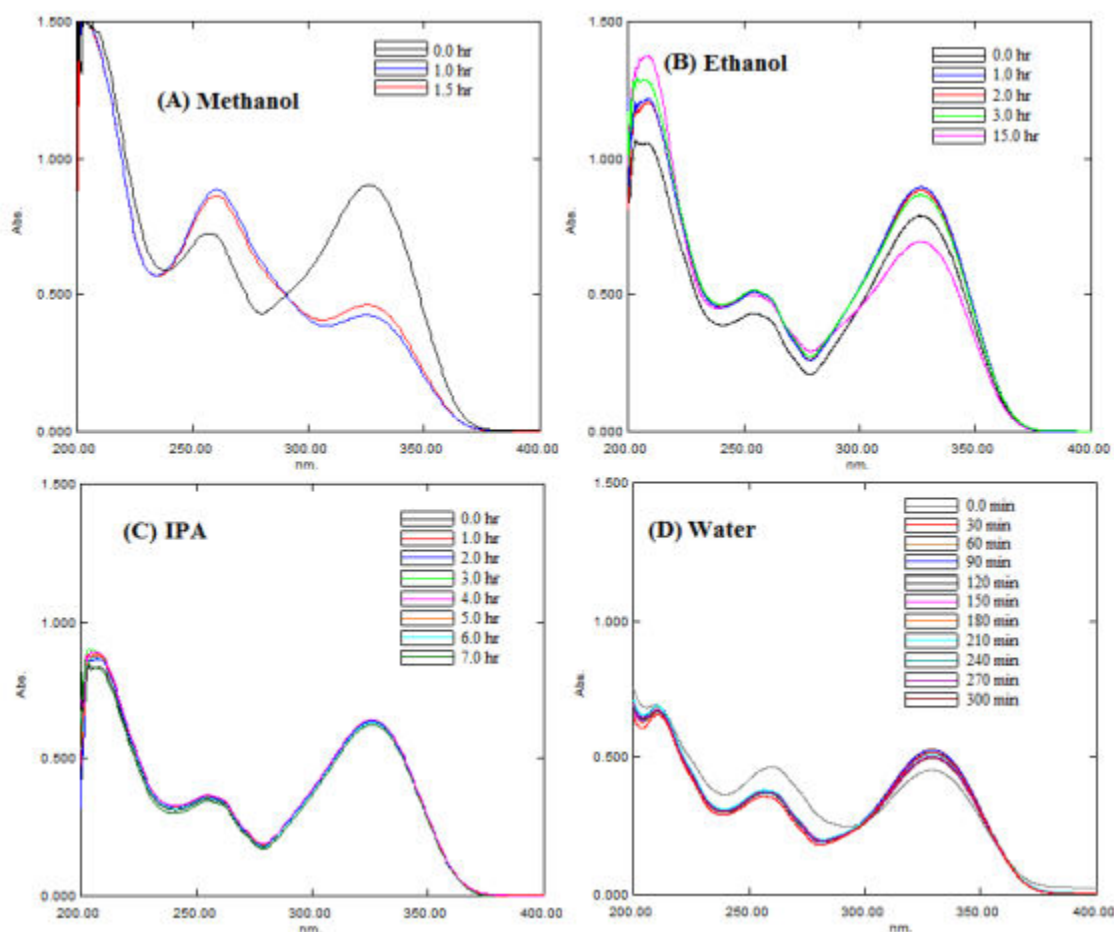 1.500
1.000
0.500
0.000
Abs.
200.00 250.00 300.00 350.00 400.00
nm.
(A) Methanol
0.0 hr
1.0 hr
1.5 hr
1.500
1.000
0.500
0.000
Abs.
200.00 250.00 300.00 350.00 400.00
nm.
(B) Ethanol
0.0 hr
1.0 hr
2.0 hr
3.0 hr
15.0 hr
1.500
1.000
0.500
0.000
Abs.
200.00 250.00 300.00 350.00 400.00
nm.
(C) IPA
0.0 hr
1.0 hr
2.0 hr
3.0 hr
4.0 hr
5.0 hr
6.0 hr
7.0 hr
1.500
1.000
0.500
0.000
Abs.
200.00 250.00 300.00 350.00 400.00
nm.
(D) Water
0.0 min
30 min
60 min
90 min
120 min
150 min
180 min
210 min
240 min
270 min
300 min